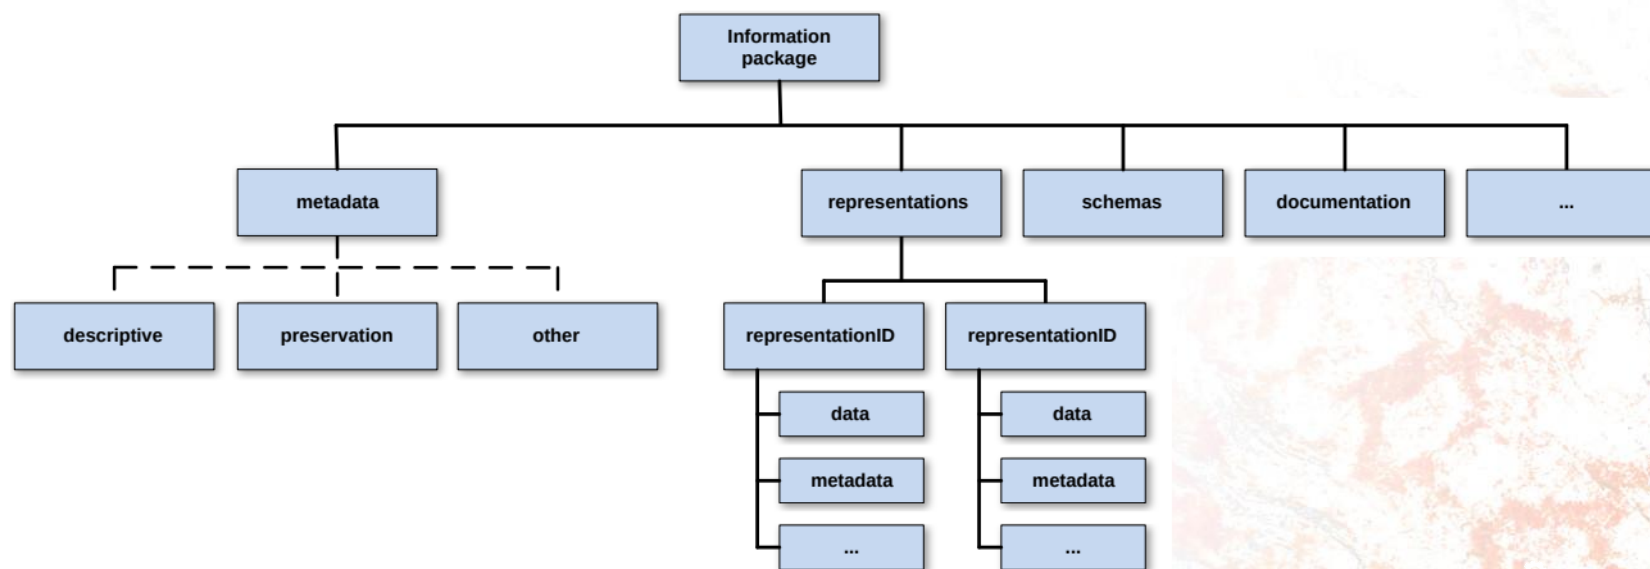 Information
package
metadata
representations
schemas
documentation
...
descriptive
preservation
other
representationID
representationID
data
data
metadata
metadata
...
...